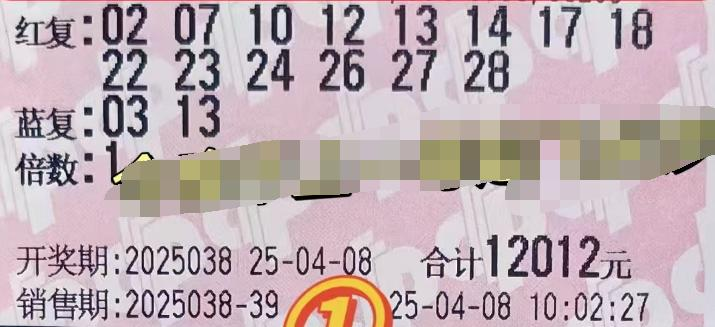 红复:02 07 10 12 13 14 17 18
22 23 24 26 27 28
蓝复:03 13
倍数:1
开奖期:2025038 25-04-08 合计12012元
销售期:2025038-39 1 25-04-08 10:02:27